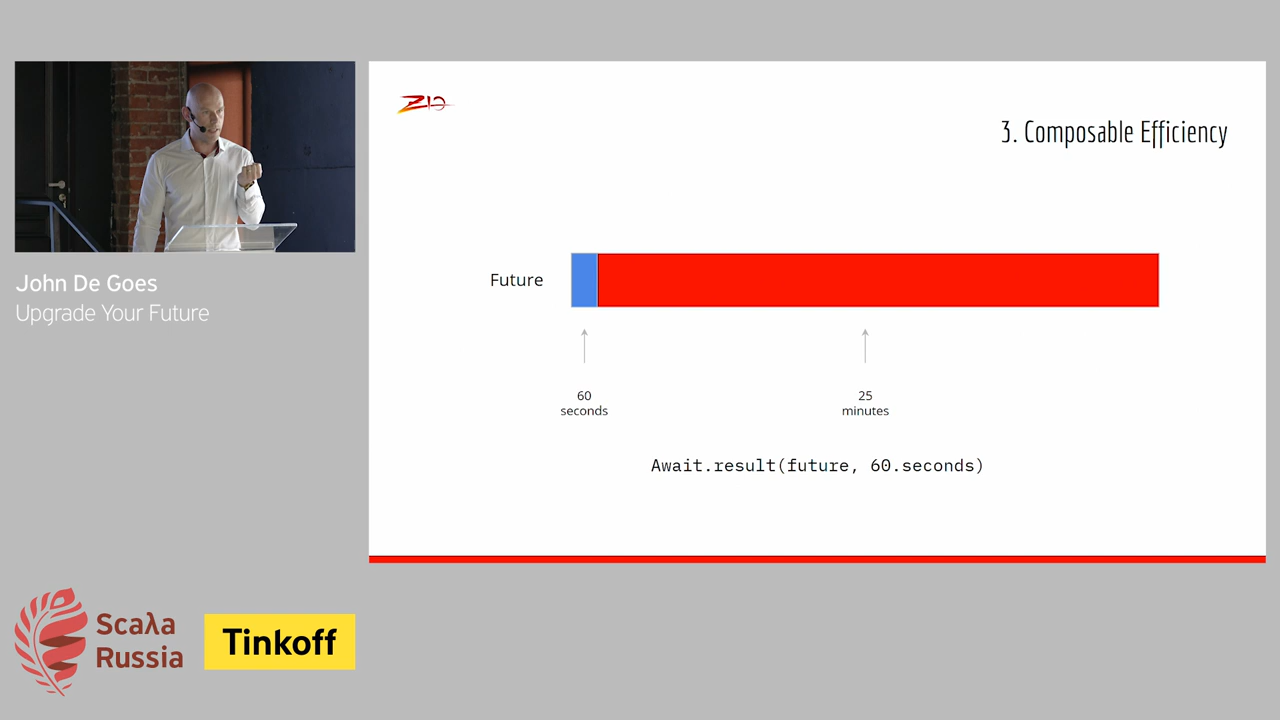 ZIO
3. Composable Efficiency
Future
60
seconds
25
minutes
Await.result(future, 60.seconds)
John De Goes
Upgrade Your Future
Scaλa
Russia
Tinkoff